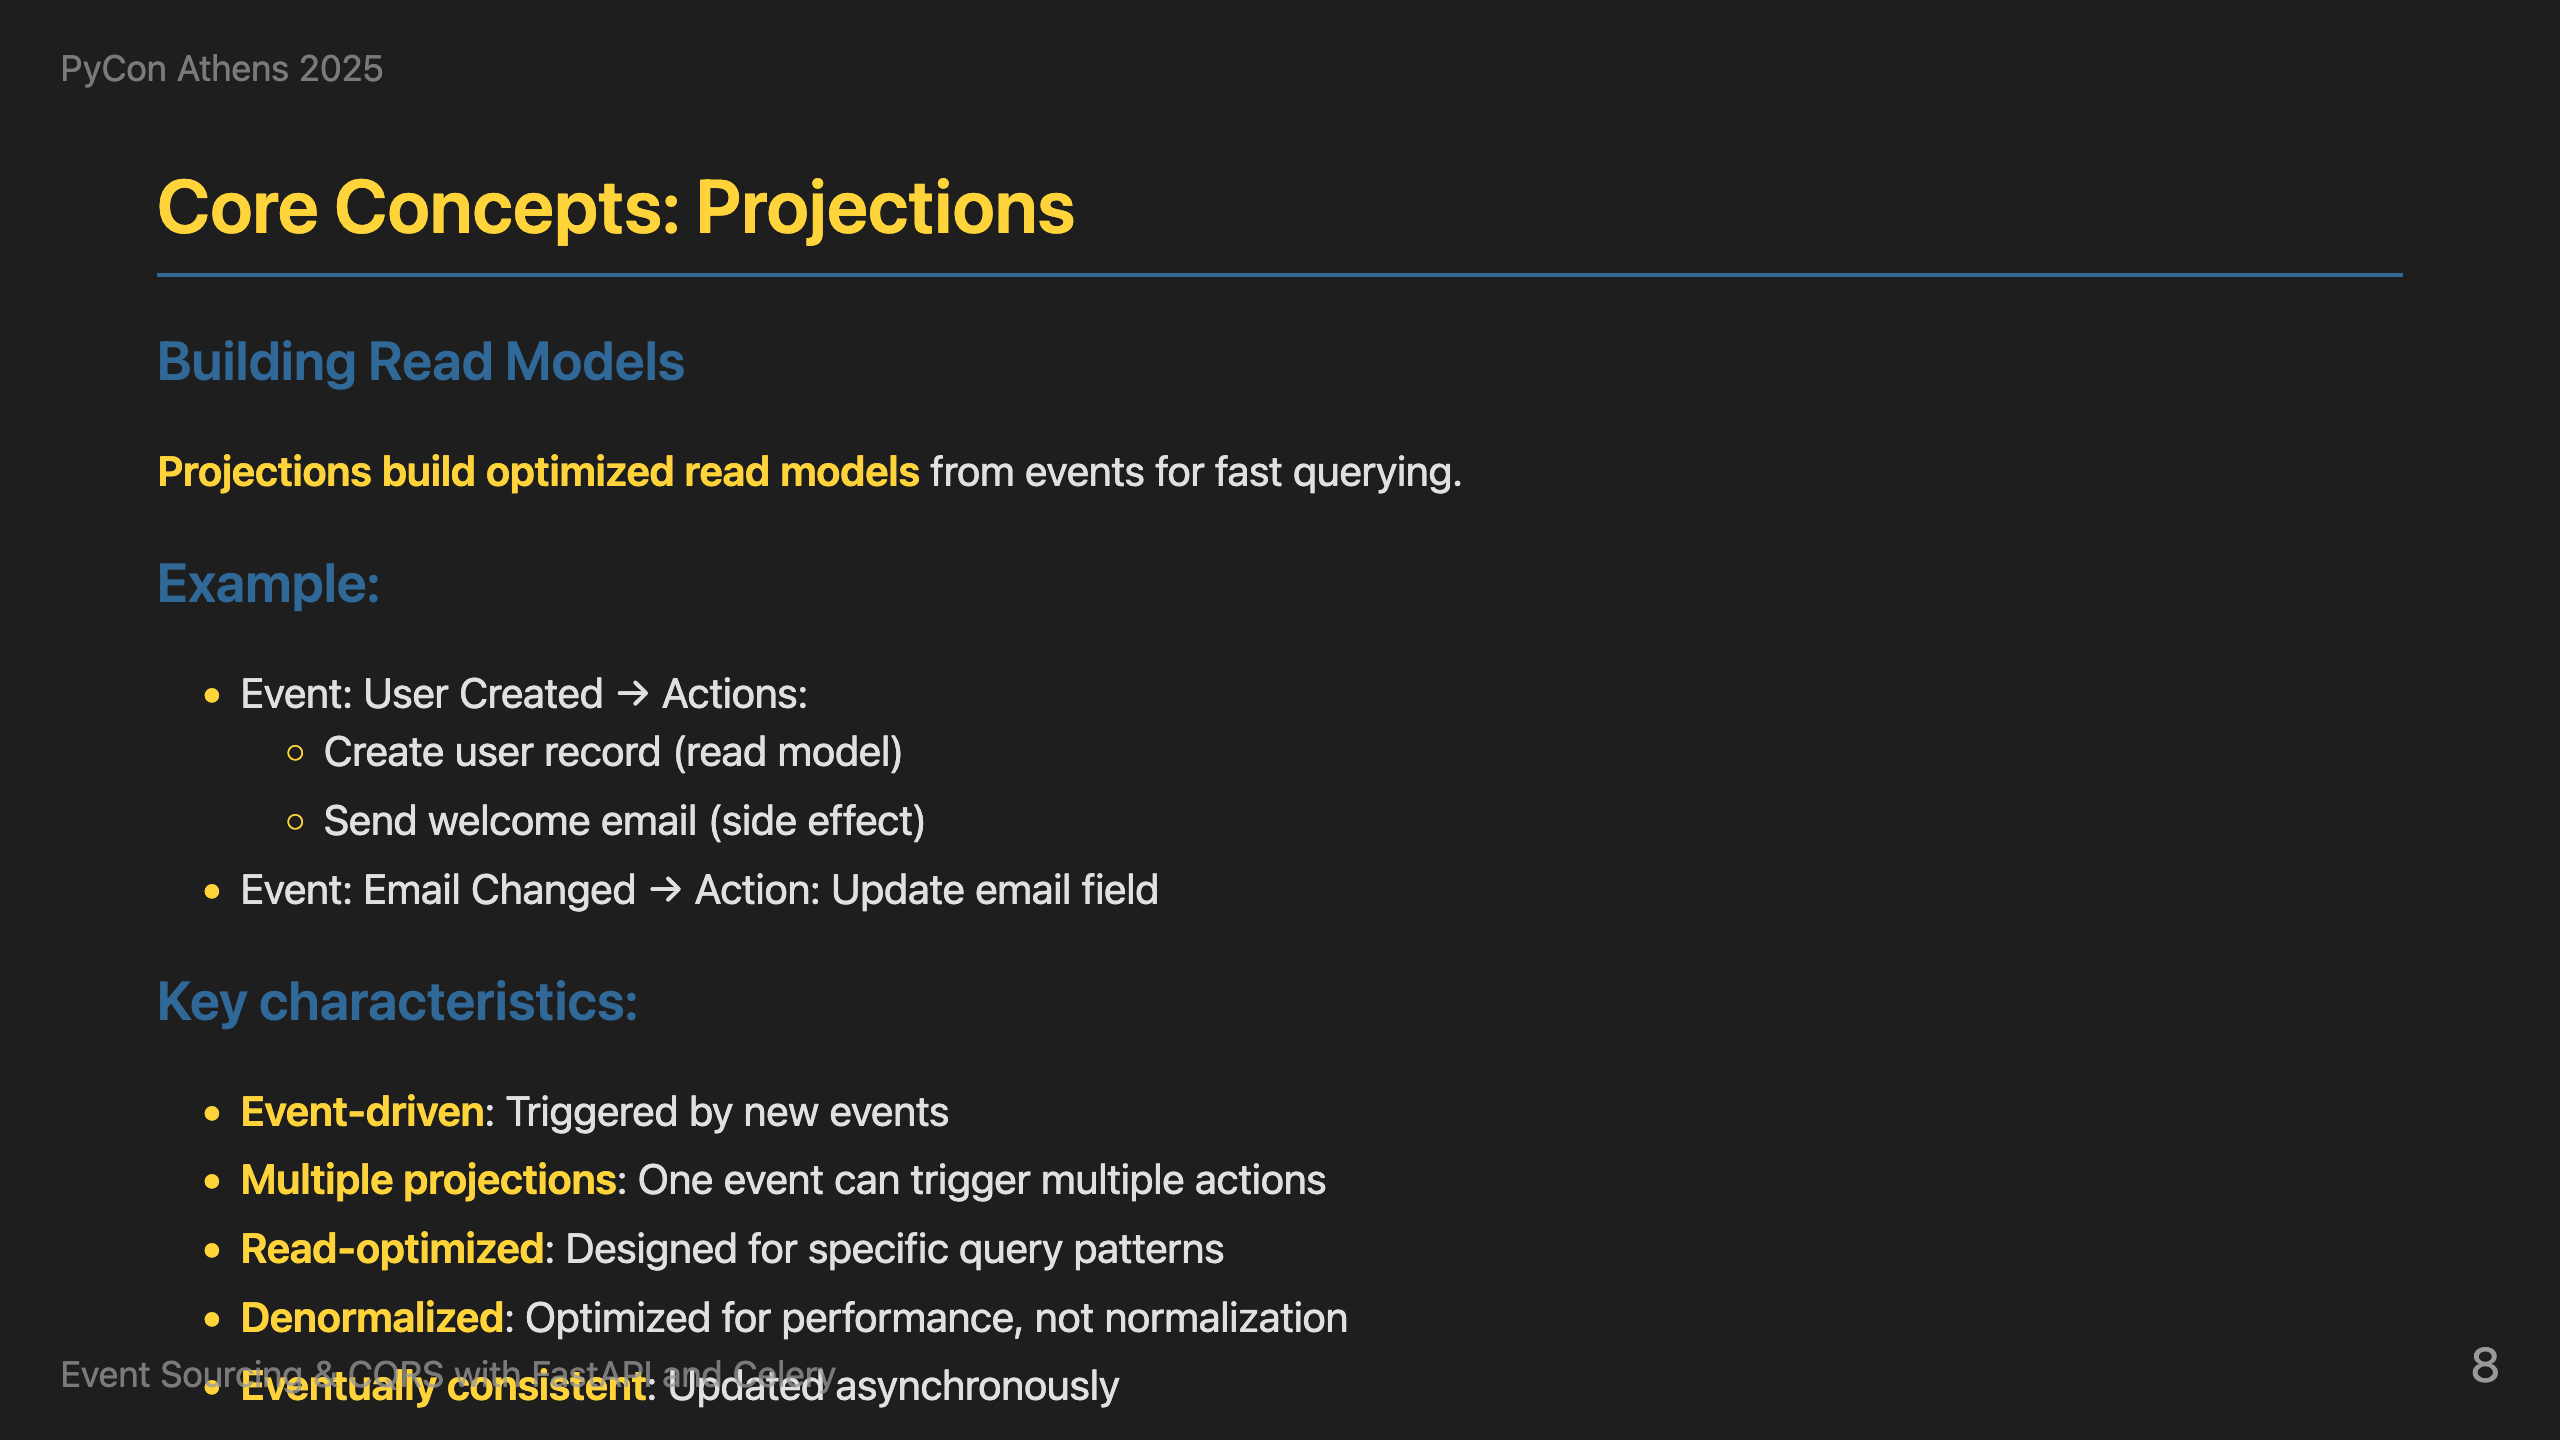 PyCon Athens 2025
Core Concepts: Projections
Building Read Models
Projections build optimized read models from events for fast querying.
Example:
• Event: User Created → Actions:
○ Create user record (read model)
○ Send welcome email (side effect)
• Event: Email Changed → Action: Update email field
Key characteristics:
• Event-driven: Triggered by new events
• Multiple projections: One event can trigger multiple actions
• Read-optimized: Designed for specific query patterns
• Denormalized: Optimized for performance, not normalization
• Eventually consistent: Updated asynchronously
Event Sourcing & CQRS with FastAPI and Celery
8